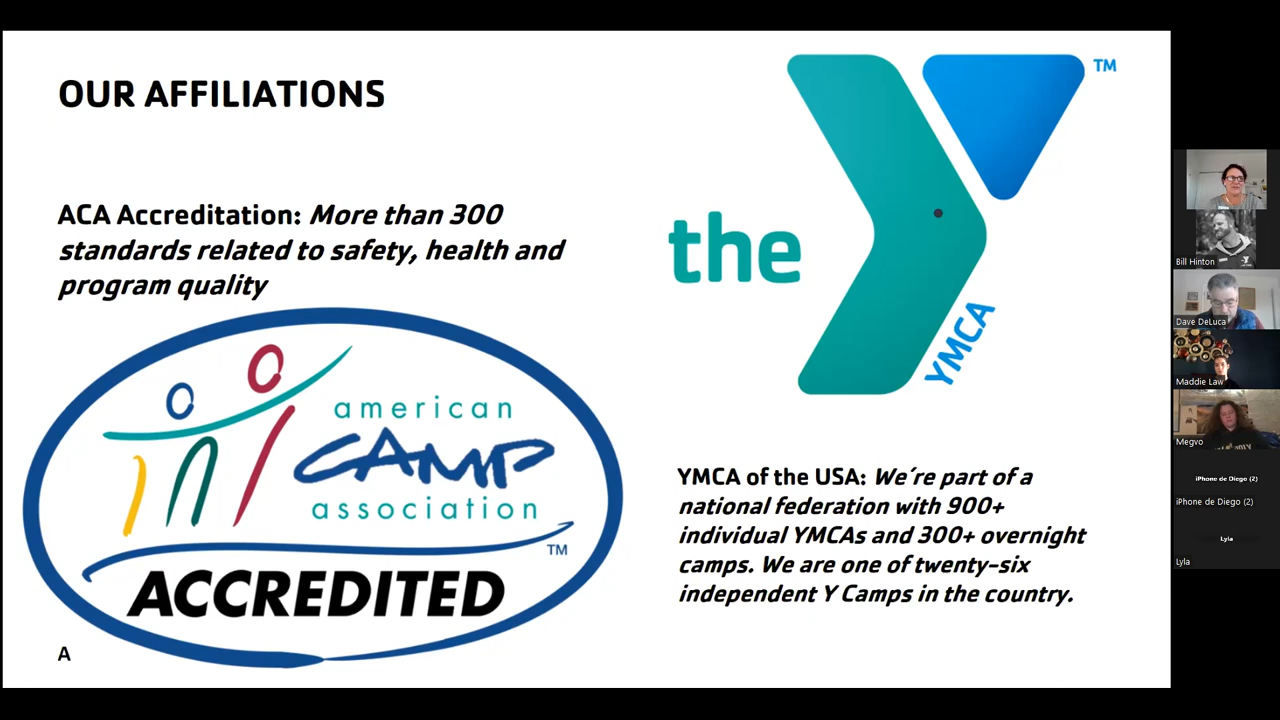 OUR AFFILIATIONS
ACA Accreditation: More than 300
standards related to safety, health and
program quality
american
CAMP
association
TM
ACCREDITED
A
the
YMCA
TM
YMCA of the USA: We´re part of a
national federation with 900+
individual YMCAs and 300+ overnight
camps. We are one of twenty-six
independent Y Camps in the country.
Bill Hinton
Dave DeLuca
Maddie Law
Megvo
iPhone de Diego (2)
iPhone de Diego (2)
Lyla
Lyla